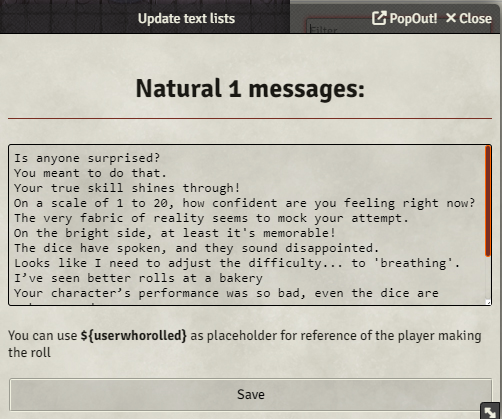 Update text lists
PopOut!
Close
Filter
Natural 1 messages:
Is anyone surprised?
You meant to do that.
Your true skill shines through!
On a scale of 1 to 20, how confident are you feeling right now?
The very fabric of reality seems to mock your attempt.
On the bright side, at least it's memorable!
The dice have spoken, and they sound disappointed.
Looks like I need to adjust the difficulty... to 'breathing'.
I’ve seen better rolls at a bakery
Your character’s performance was so bad, even the dice are
You can use ${userwhorolled} as placeholder for reference of the player making
the roll
Save